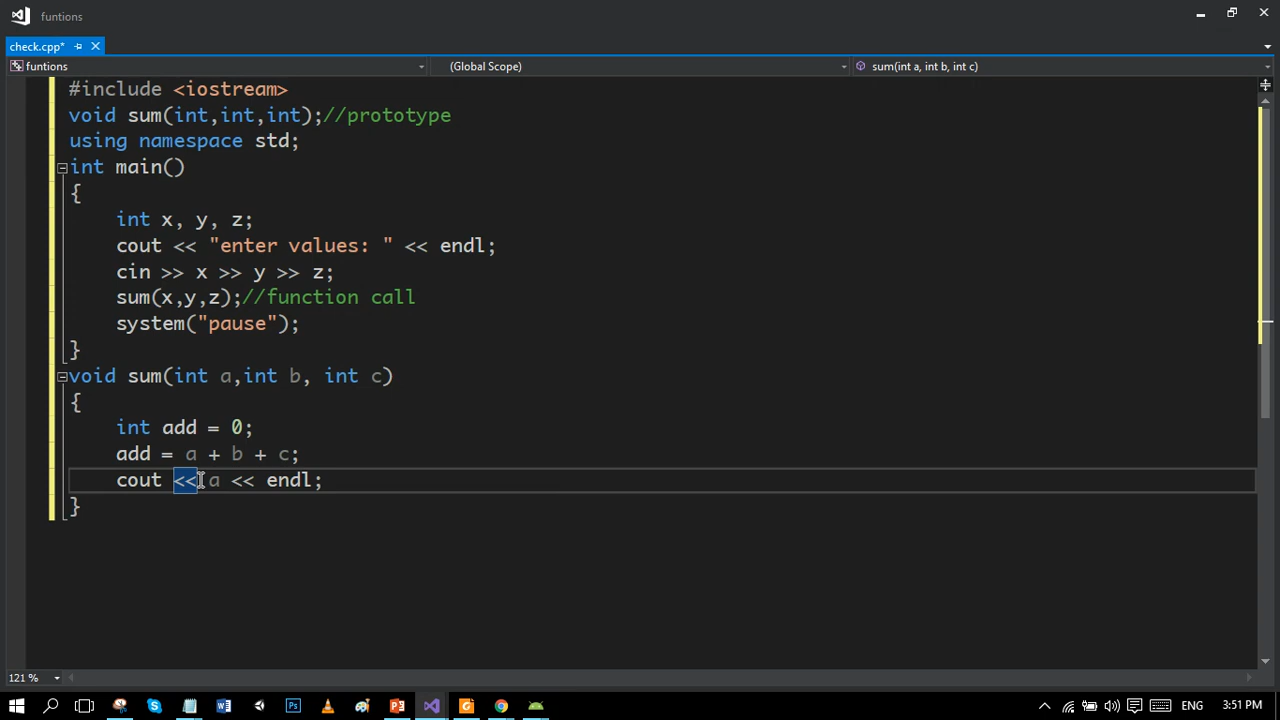 funtions
check.cpp*
funtions
(Global Scope)
sum(int a, int b, int c)
#include <iostream>
void sum(int,int,int);//prototype
using namespace std;
int main()
{
    int x, y, z;
    cout << "enter values: " << endl;
    cin >> x >> y >> z;
    sum(x,y,z);//function call
    system("pause");
}
void sum(int a,int b, int c)
{
    int add = 0;
    add = a + b + c;
    cout << a << endl;
}
121 %
ENG
3:51 PM